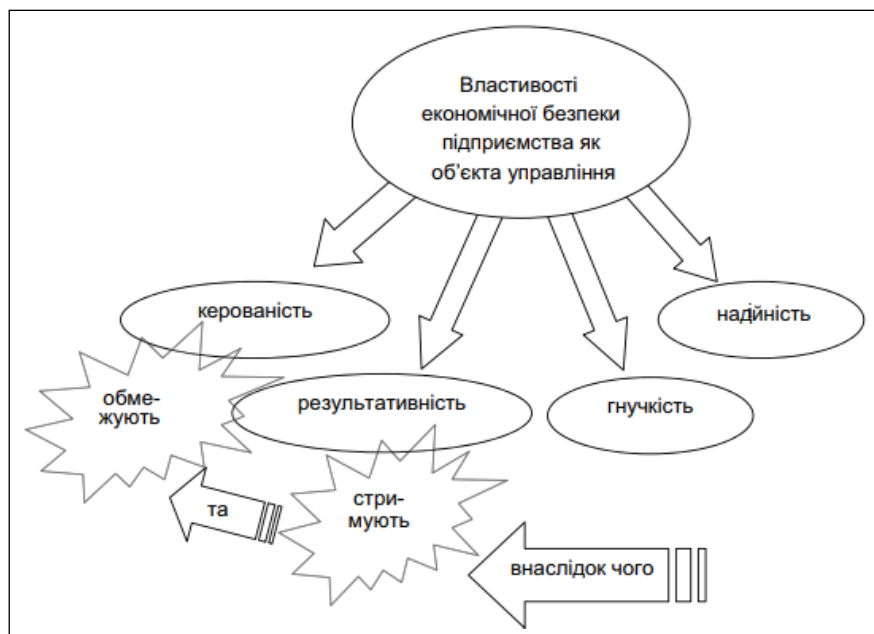 Властивості
економічної безпеки
підприємства як
об’єкта управління
керованість
надійність
результативність
гнучкість
обме-
жують
стри-
мують
та
внаслідок чого